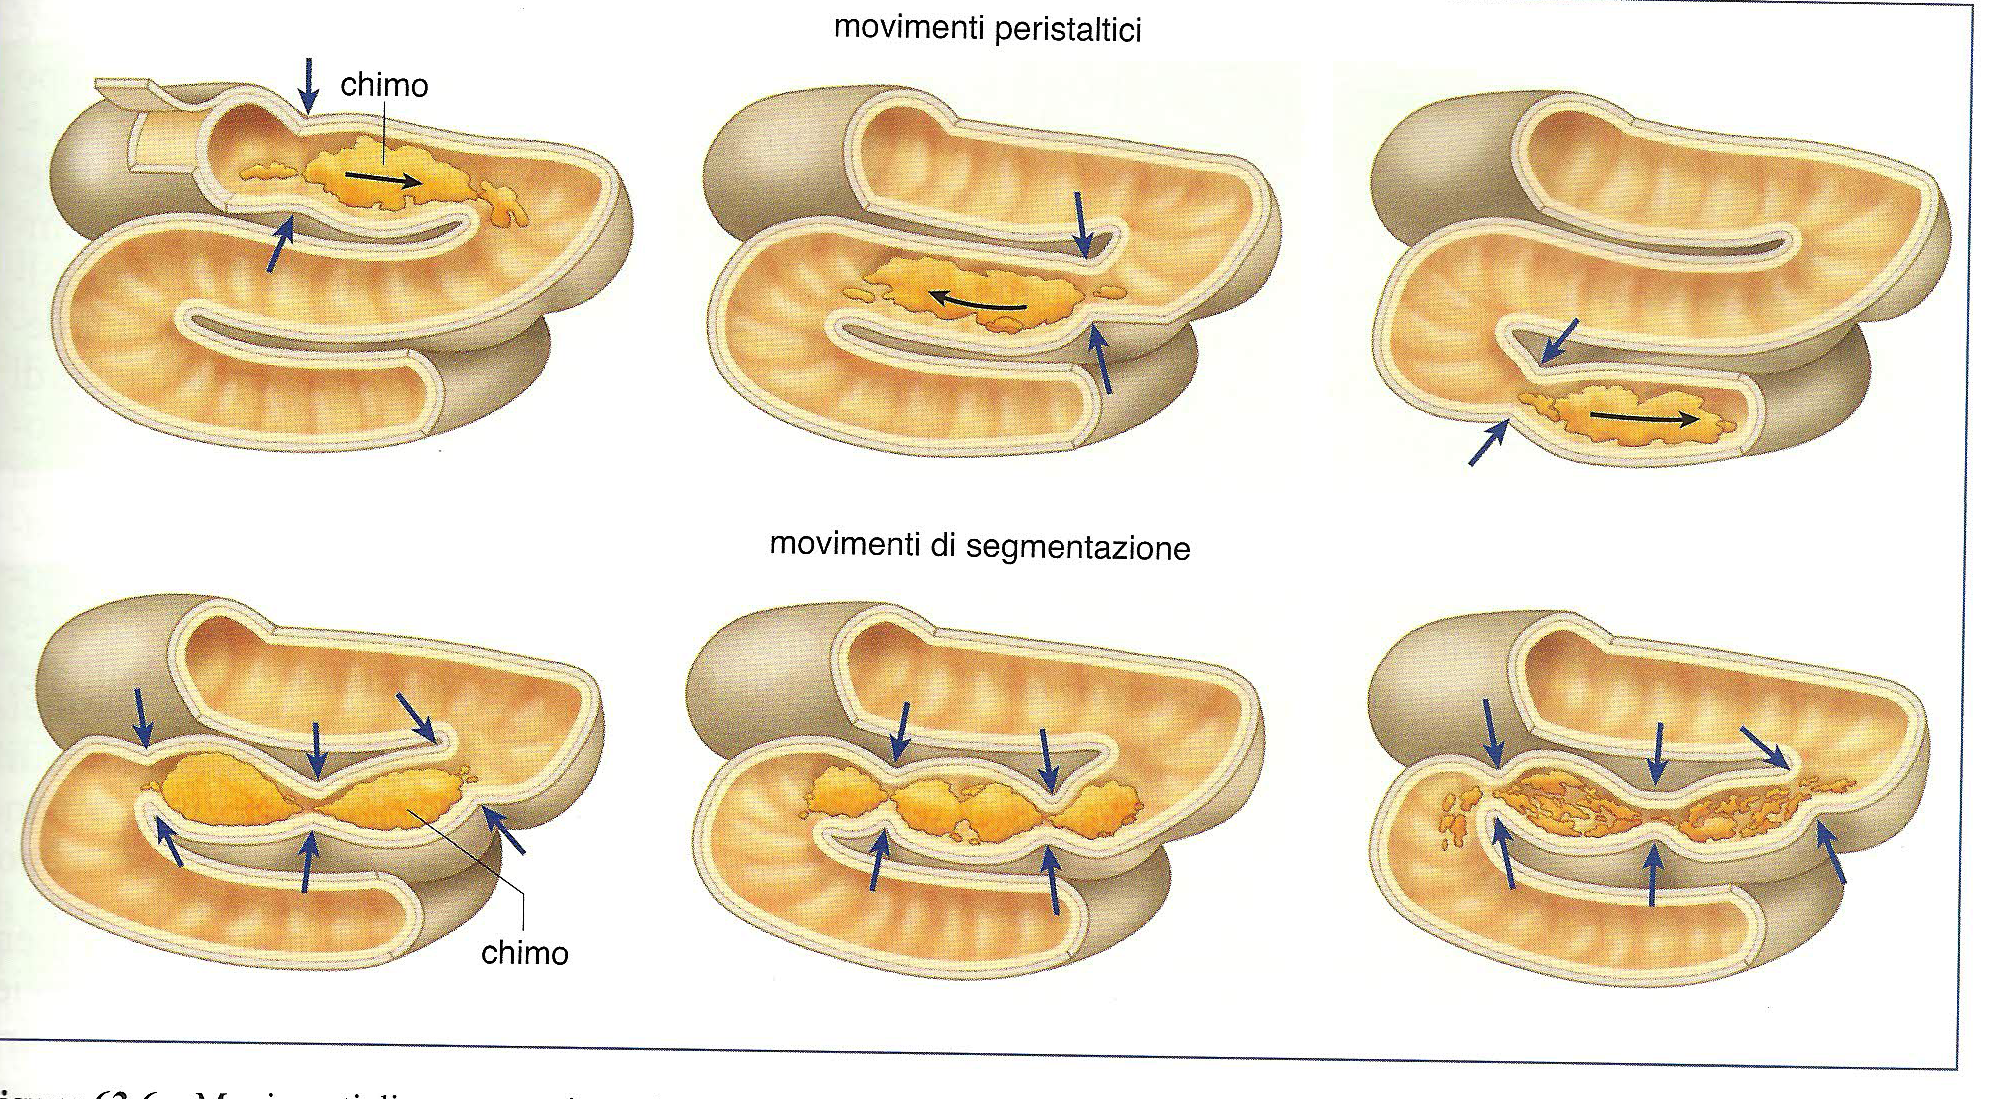 movimenti peristaltici
chimo
movimenti di segmentazione
chimo